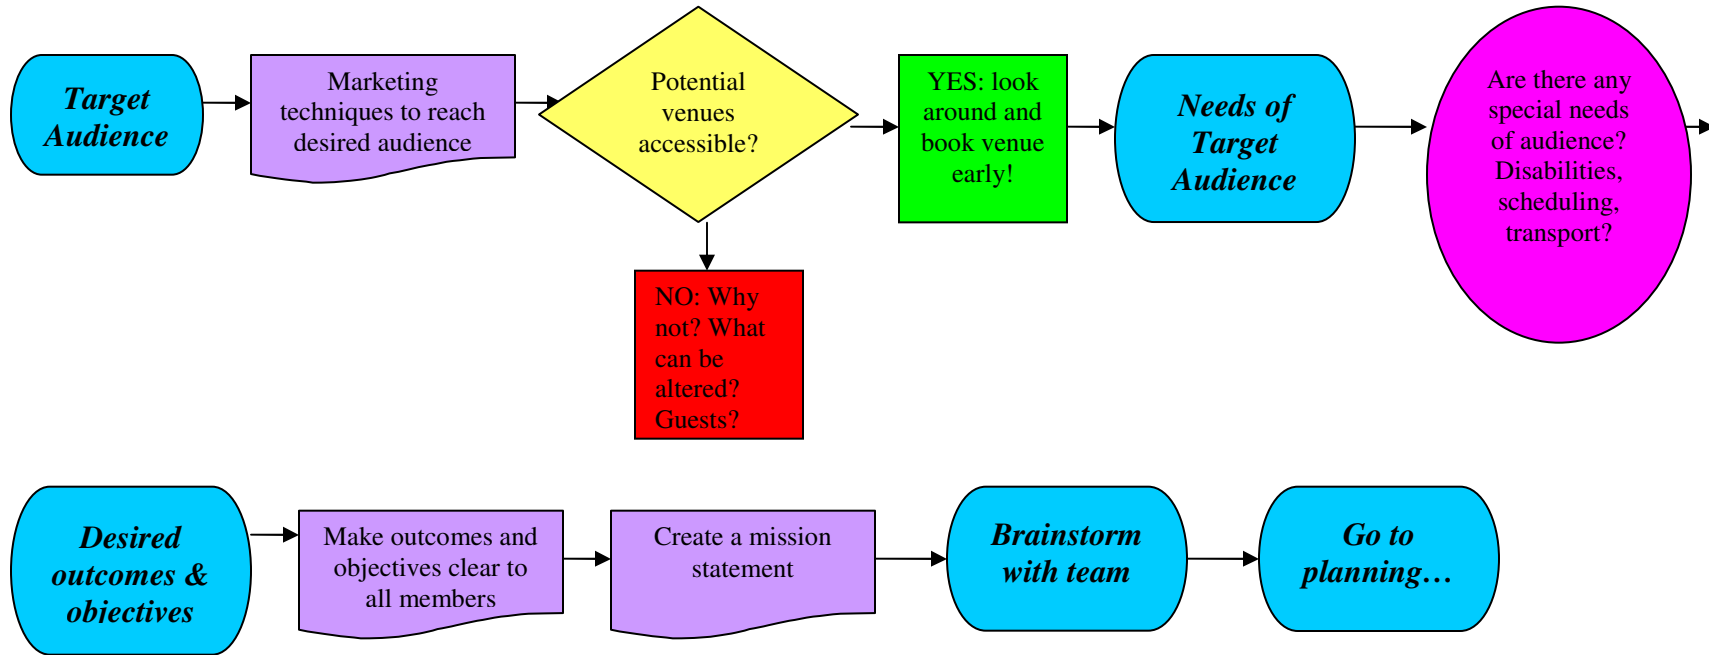 Target
Audience
Marketing
techniques to reach
desired audience
Potential
venues
accessible?
YES: look
around and
book venue
early!
Needs of
Target
Audience
Are there any
special needs
of audience?
Disabilities,
scheduling,
transport?
NO: Why
not? What
can be
altered?
Guests?
Desired
outcomes &
objectives
Make outcomes and
objectives clear to
all members
Create a mission
statement
Brainstorm
with team
Go to
planning…